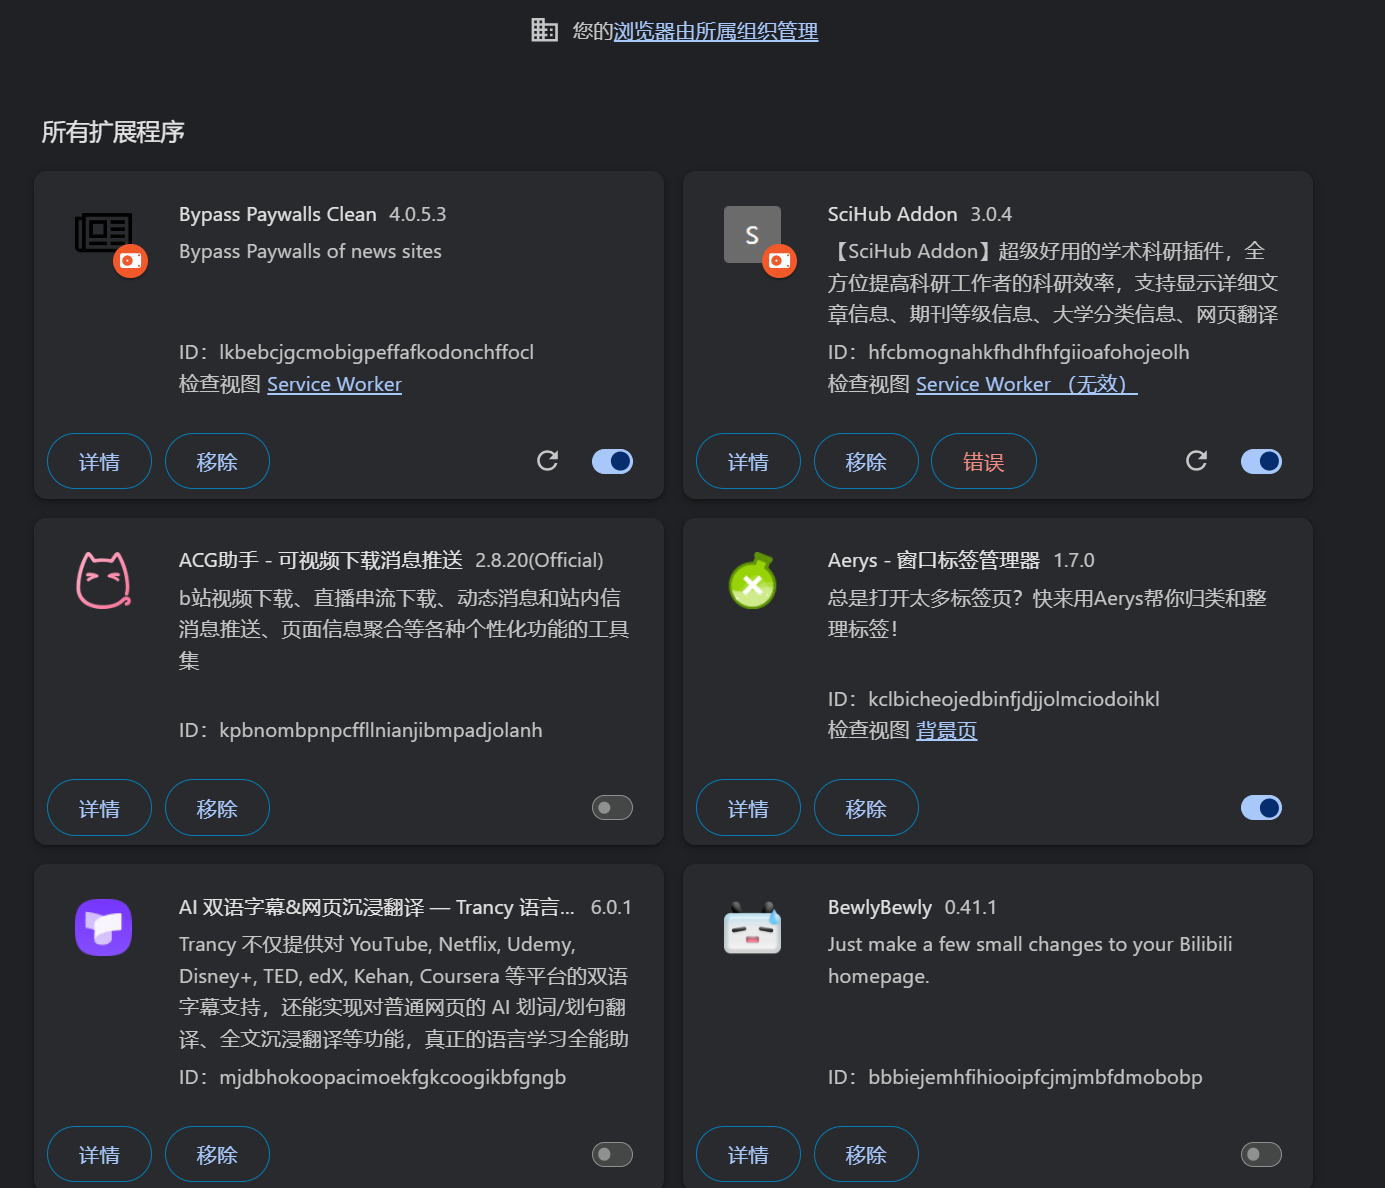 您的浏览器由所属组织管理
所有扩展程序
Bypass Paywalls Clean 4.0.5.3
Bypass Paywalls of news sites
ID：lkbebcjgcmobigpeffafkodonchffocl
检查视图 Service Worker
详情 移除
S
SciHub Addon 3.0.4
【SciHub Addon】超级好用的学术科研插件，全
方位提高科研工作者的科研效率，支持显示详细文
章信息、期刊等级信息、大学分类信息、网页翻译
ID：hfcbmognahkfhdhfhfgiioafohojeolh
检查视图 Service Worker （无效）
详情 移除 错误
ACG助手 - 可视频下载消息推送 2.8.20(Official)
b站视频下载、直播串流下载、动态消息和站内信
消息推送、页面信息聚合等各种个性化功能的工具
集
ID：kpbnombpnpcffllnianjibmpadjolanh
详情 移除
Aerys - 窗口标签管理器 1.7.0
总是打开太多标签页？快来用Aerys帮你归类和整
理标签！
ID：kclbicheojedbinfjdjjolmciodoihkl
检查视图 背景页
详情 移除
AI 双语字幕&网页沉浸翻译 — Trancy 语言... 6.0.1
Trancy 不仅提供对 YouTube, Netflix, Udemy,
Disney+, TED, edX, Kehan, Coursera 等平台的双语
字幕支持，还能实现对普通网页的 AI 划词/划句翻
译、全文沉浸翻译等功能，真正的语言学习全能助
ID：mjdbhokoopacimoekfgkcoogikbfgngb
详情 移除
BewlyBewly 0.41.1
Just make a few small changes to your Bilibili
homepage.
ID：bbbiejemhfihiooipfcjmjmbfdmobobp
详情 移除